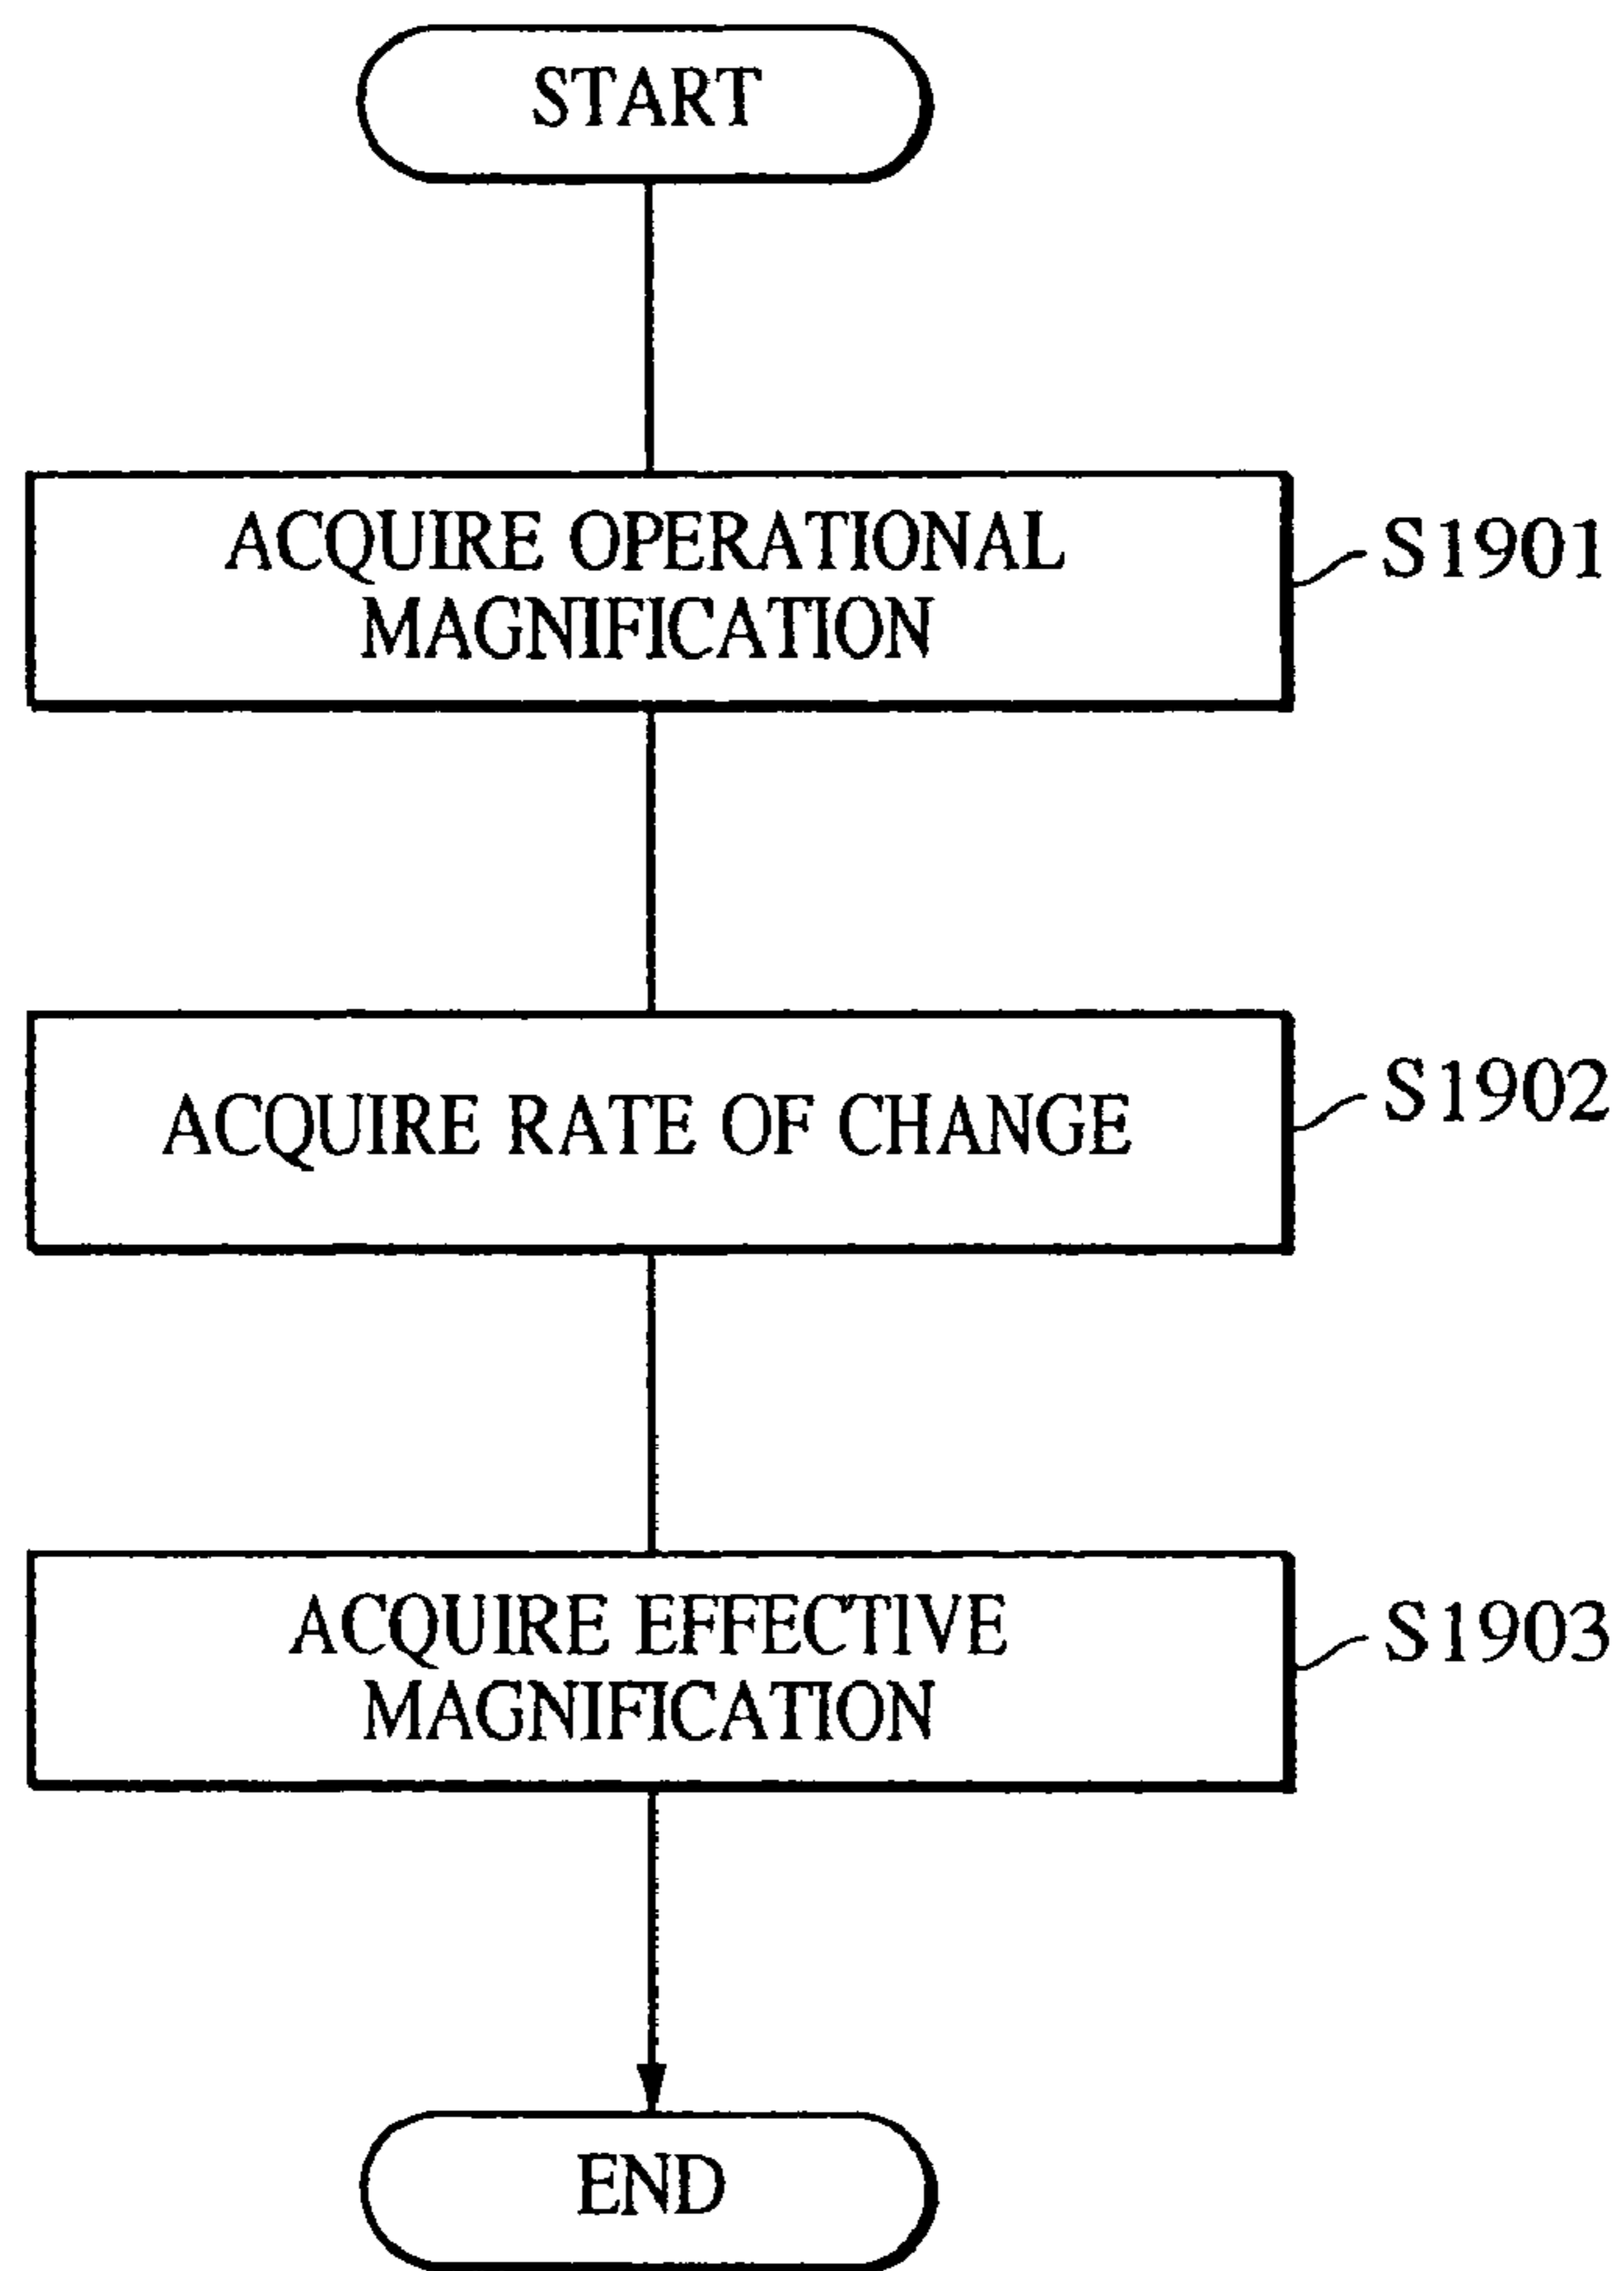 START
ACQUIRE OPERATIONAL
MAGNIFICATION
S1901
ACQUIRE RATE OF CHANGE
S1902
ACQUIRE EFFECTIVE
MAGNIFICATION
S1903
END